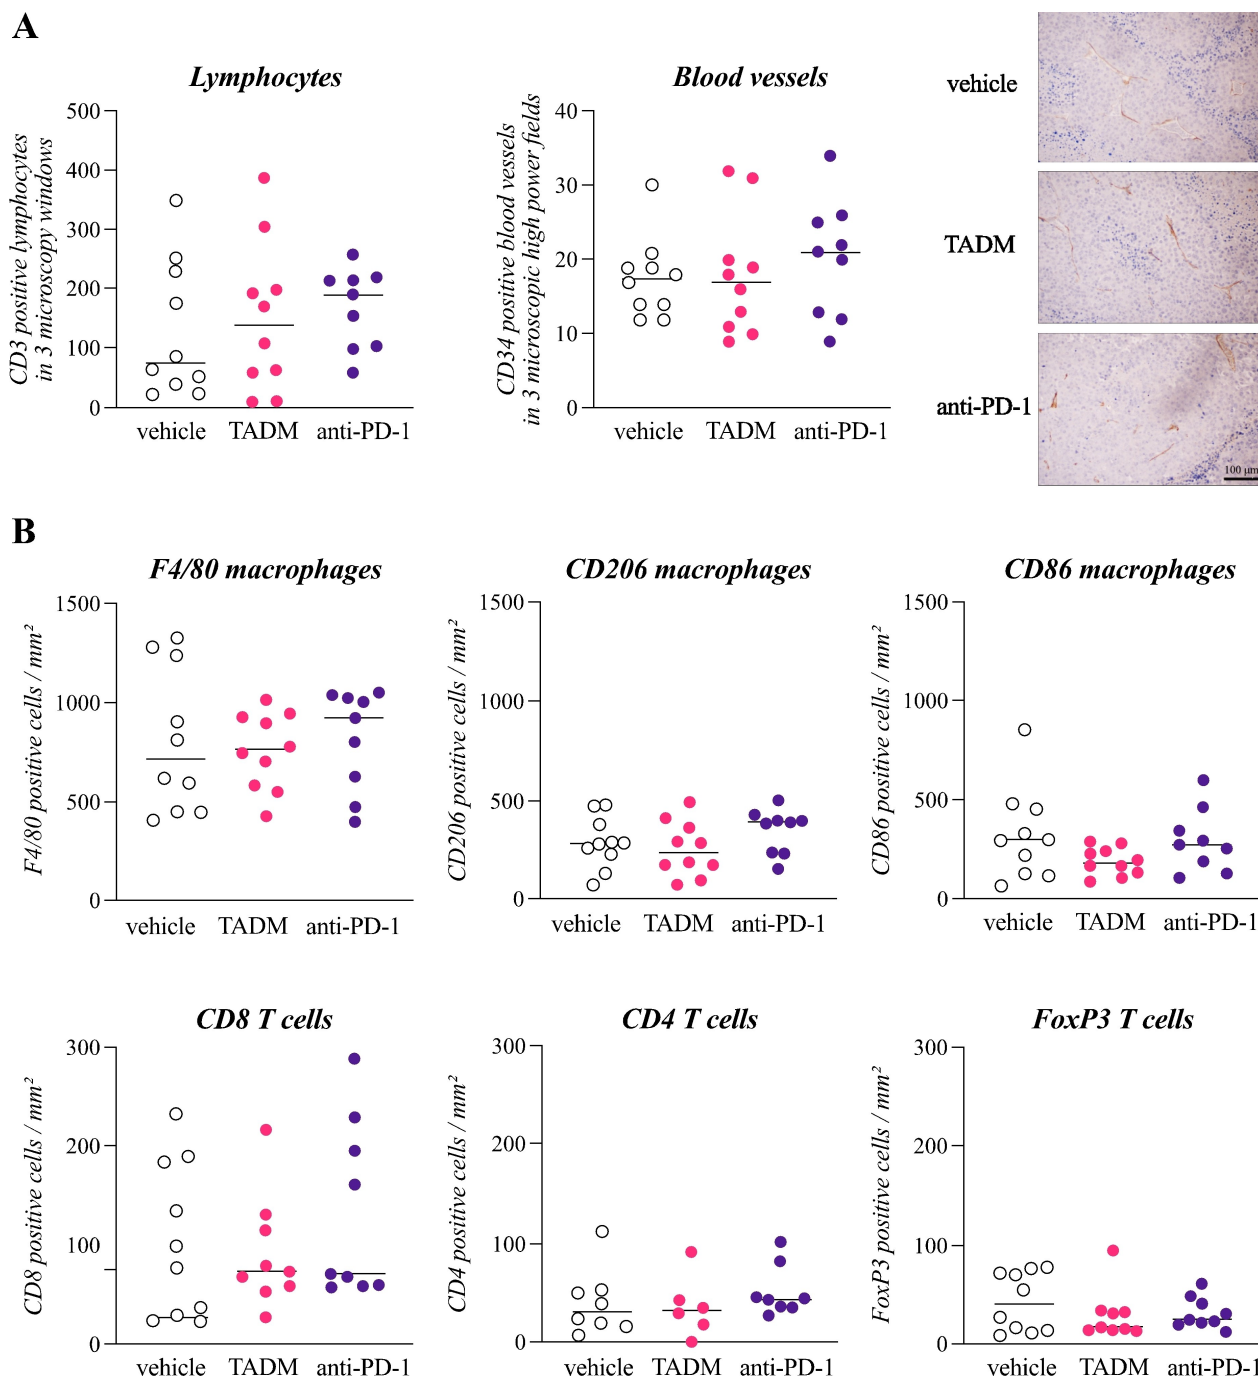 A
Lymphocytes
CD3 positive lymphocytes
in 3 microscopy windows
500
400
300
200
100
0
vehicle TADM anti-PD-1
Blood vessels
CD34 positive blood vessels
in 3 microscopic high power fields
40
30
20
10
0
vehicle TADM anti-PD-1
vehicle
TADM
anti-PD-1
100 µm
B
F4/80 macrophages
F4/80 positive cells / mm²
1500
1000
500
0
vehicle TADM anti-PD-1
CD206 macrophages
CD206 positive cells / mm²
1500
1000
500
0
vehicle TADM anti-PD-1
CD86 macrophages
CD86 positive cells / mm²
1500
1000
500
0
vehicle TADM anti-PD-1
CD8 T cells
CD8 positive cells / mm²
300
200
100
0
vehicle TADM anti-PD-1
CD4 T cells
CD4 positive cells / mm²
300
200
100
0
vehicle TADM anti-PD-1
FoxP3 T cells
FoxP3 positive cells / mm²
300
200
100
0
vehicle TADM anti-PD-1